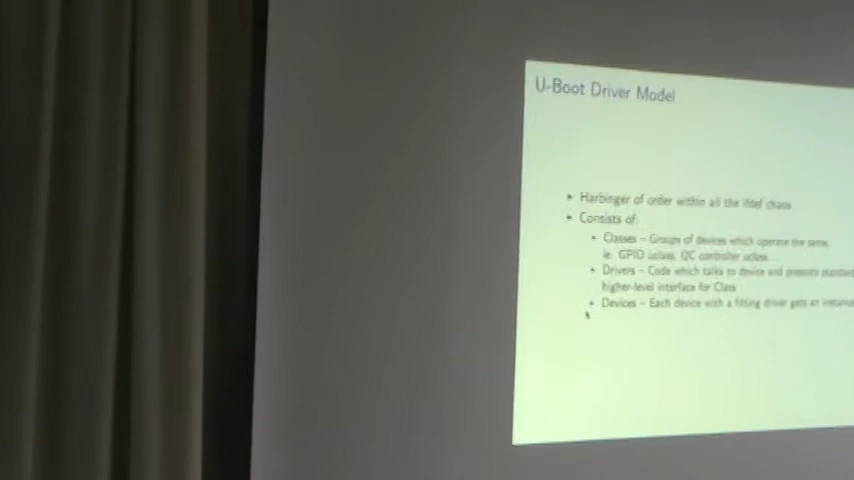 U-Boot Driver Model
Harbinger of order within all the ifdef chaos
Consists of:
Classes – Groups of devices which operate the same,
ie. GPIO uclass, I2C controller uclass...
Drivers – Code which talks to device and presents standard
higher-level interface for Class
Devices – Each device with a fitting driver gets an instance